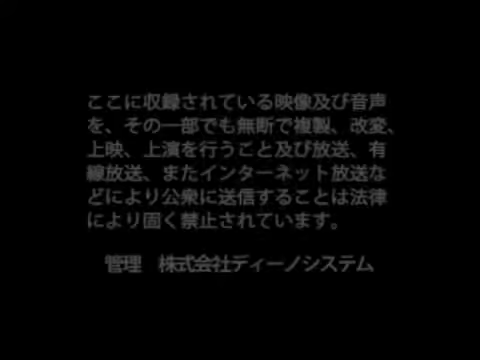 ここに収録されている映像及び音声
を、その一部でも無断で複製、改変、
上映、上演を行うこと及び放送、有
線放送、またインターネット放送な
どにより公衆に送信することは法律
により固く禁止されています。
管理　株式会社ディーノシステム